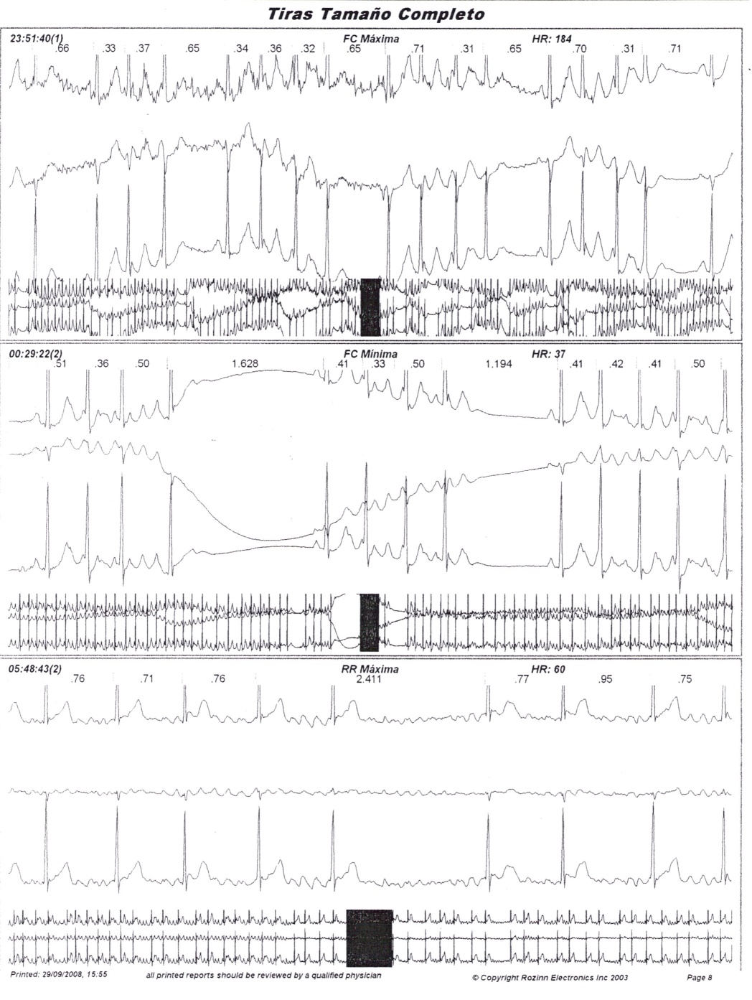 Tiras Tamaño Completo
23:51:40(1) FC Máxima HR: 184
.66 .33 .37 .65 .34 .36 .32 .65 .71 .31 .65 .70 .31 .71
00:29:22(2) FC Mínima HR: 37
.51 .36 .50 1.628 .41 .33 .50 1.194 .41 .42 .41 .50
05:48:43(2) RR Máxima HR: 60
.76 .71 .76 2.411 .77 .95 .75
Printed: 29/09/2008, 15:55 all printed reports should be reviewed by a qualified physician © Copyright Rozinn Electronics Inc 2003 Page 8